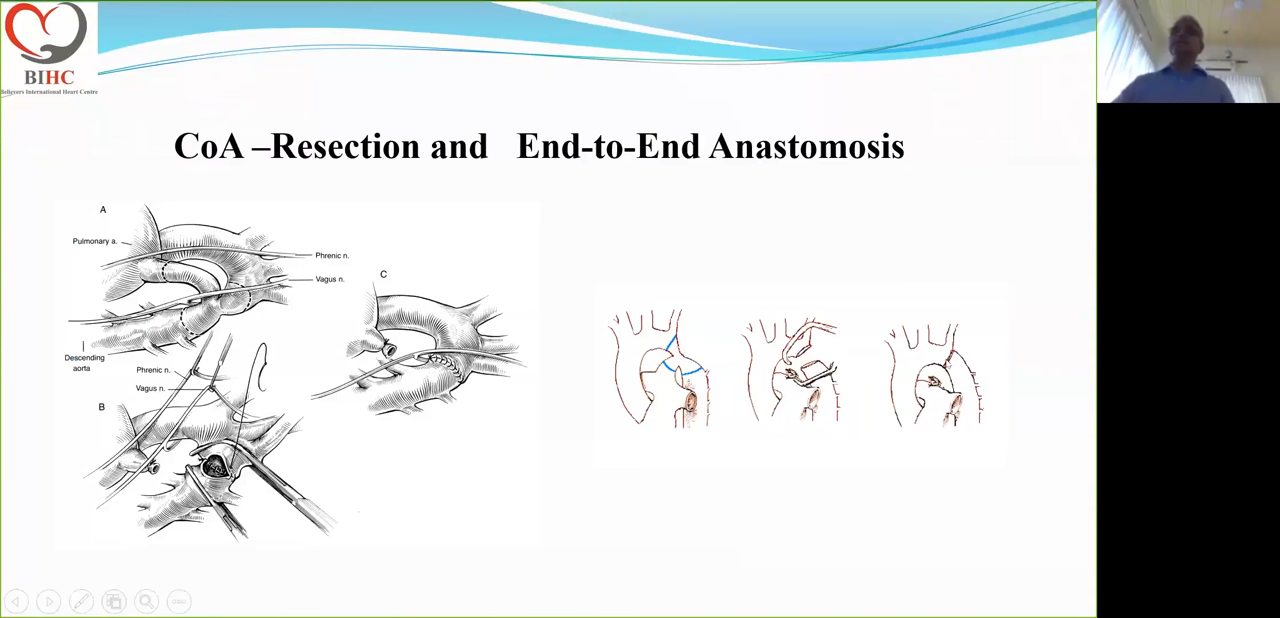 BIHC
Believers International Heart Centre
CoA –Resection and End-to-End Anastomosis
A
Pulmonary a.
Phrenic n.
Vagus n.
C
Descending
aorta
Phrenic n.
Vagus n.
B